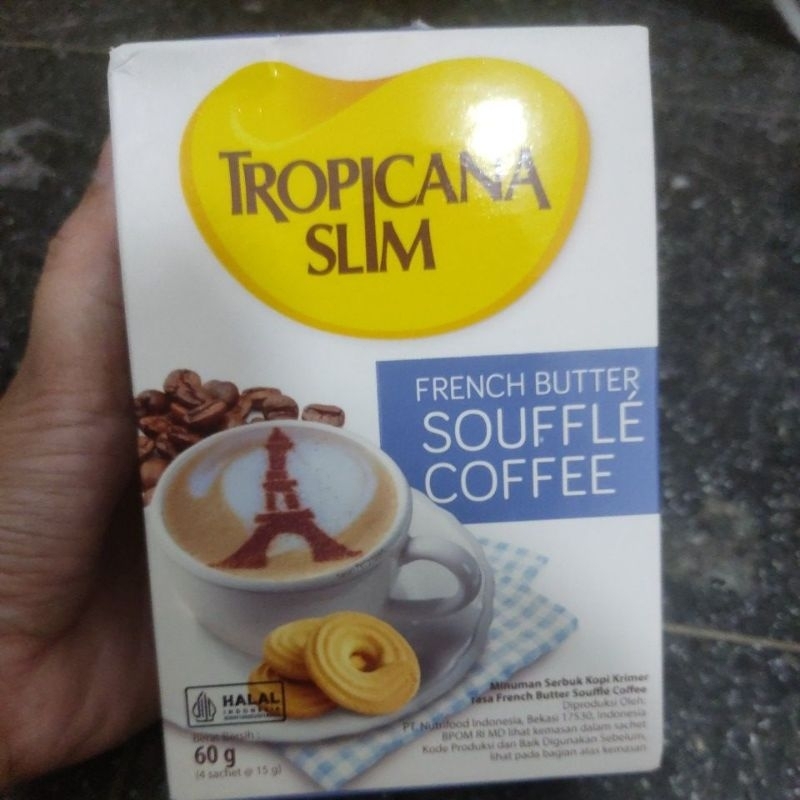 TROPICANA
SLIM
FRENCH BUTTER
SOUFFLÉ
COFFEE
HALAL
INDONESIA
Berat Bersih :
60 g
(4 sachet @ 15 g)
Minuman Serbuk Kopi Krimer
rasa French Butter Soufflé Coffee
Diproduksi Oleh:
PT. Nutrifood Indonesia, Bekasi 17530, Indonesia
BPOM RI MD lihat kemasan dalam sachet
Kode Produksi dan Baik Digunakan Sebelum,
lihat pada bagian alas kemasan